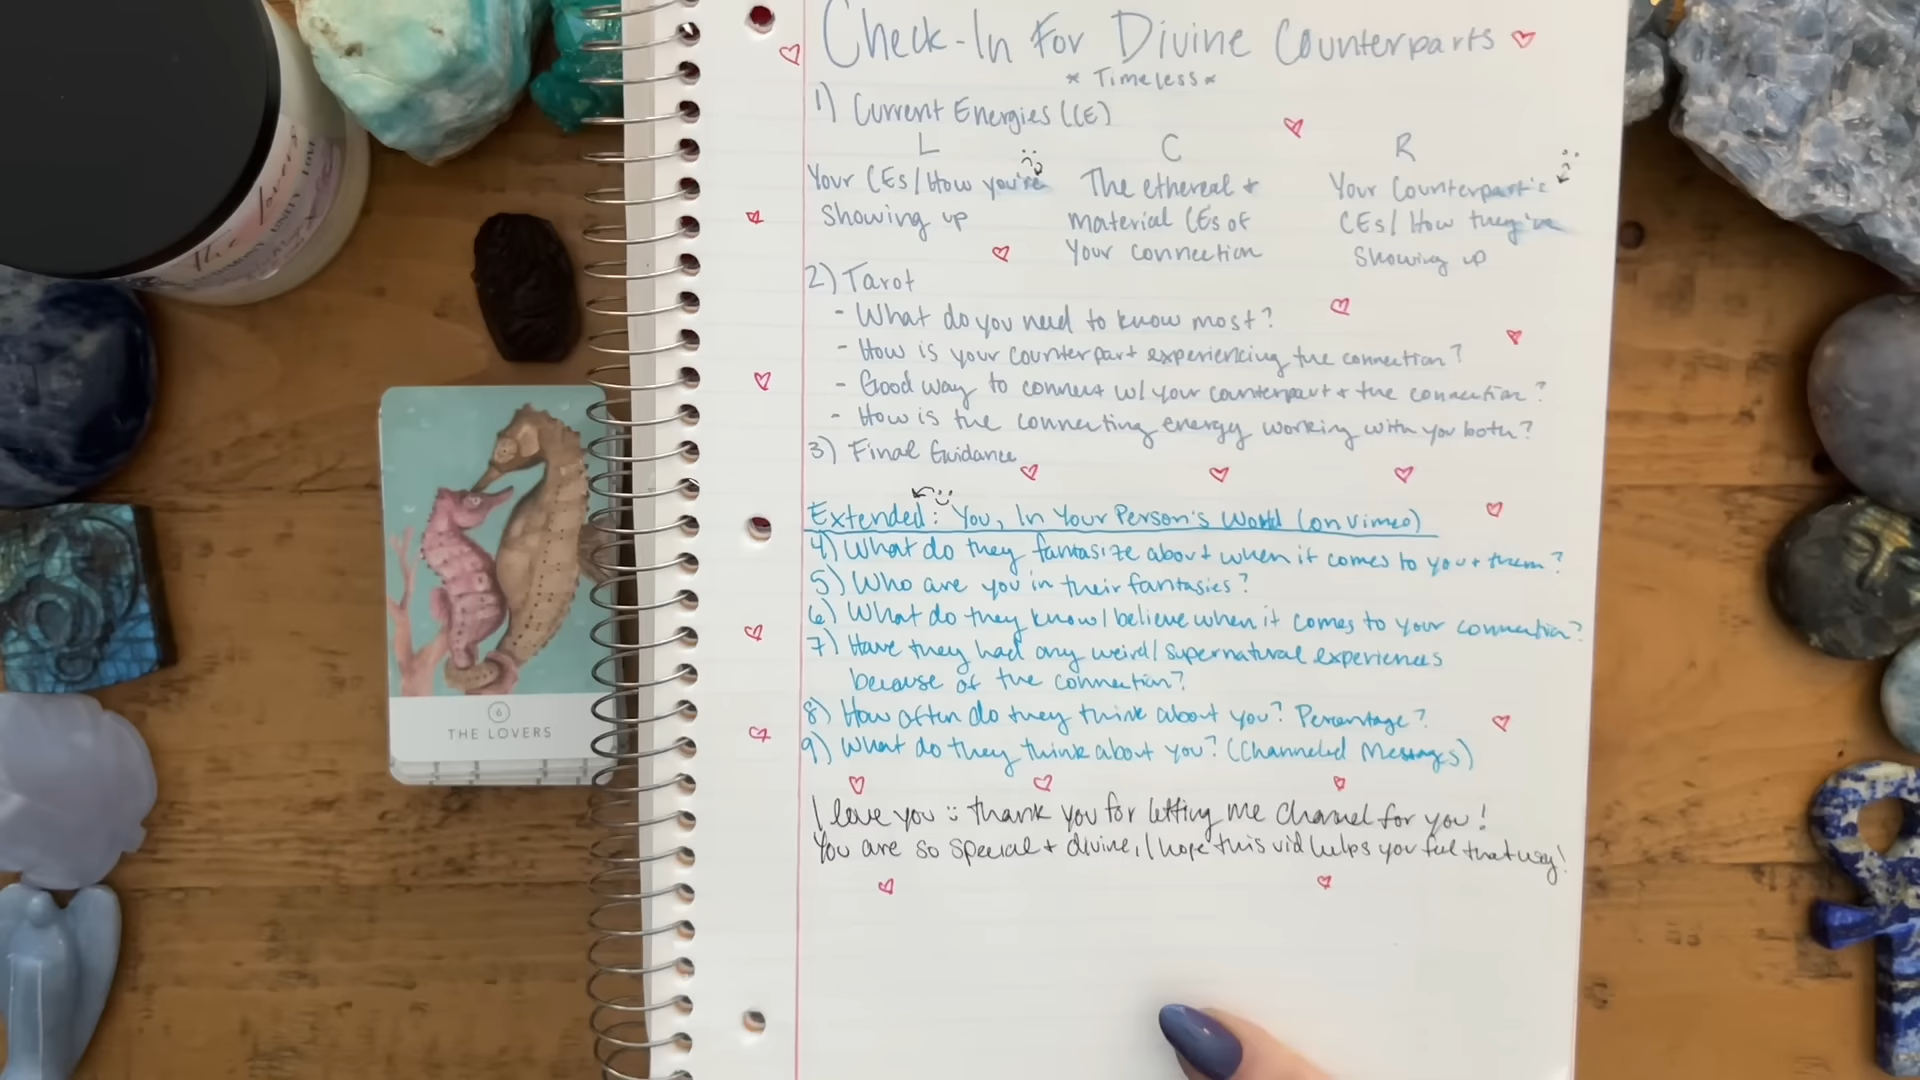 Check-In For Divine Counterparts
* Timeless *
1) Current Energies (CE)
L C R
Your CEs/How you're showing up
The ethereal + material CEs of Your connection
Your Counterpart's CEs/How they're showing up
2) Tarot
- What do you need to know most?
- How is your counterpart experiencing the connection?
- Good way to connect w/ your counterpart + the connection?
- How is the connecting energy working with you both?
3) Final Guidance
Extended: You, In Your Person's World (on Vimeo)
4) What do they fantasize about when it comes to you + them?
5) Who are you in their fantasies?
6) What do they know/believe when it comes to your connection?
7) Have they had any weird/supernatural experiences
because of the connection?
8) How often do they think about you? Percentage?
9) What do they think about you? (Channeled Messages)
I love you :: thank you for letting me channel for you!
You are so special + divine, I hope this vid helps you feel that way!
6
THE LOVERS
the lovers